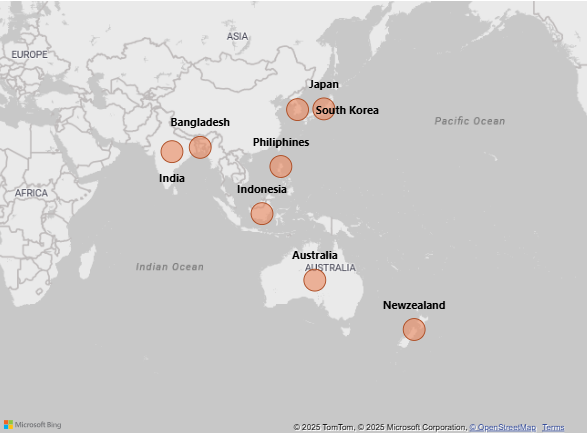 ASIA
EUROPE
Japan
South Korea
Bangladesh
Pacific Ocean
Philiphines
India
Indonesia
AFRICA
Australia
AUSTRALIA
Indian Ocean
Newzealand
Microsoft Bing
© 2025 TomTom, © 2025 Microsoft Corporation, © OpenStreetMap Terms